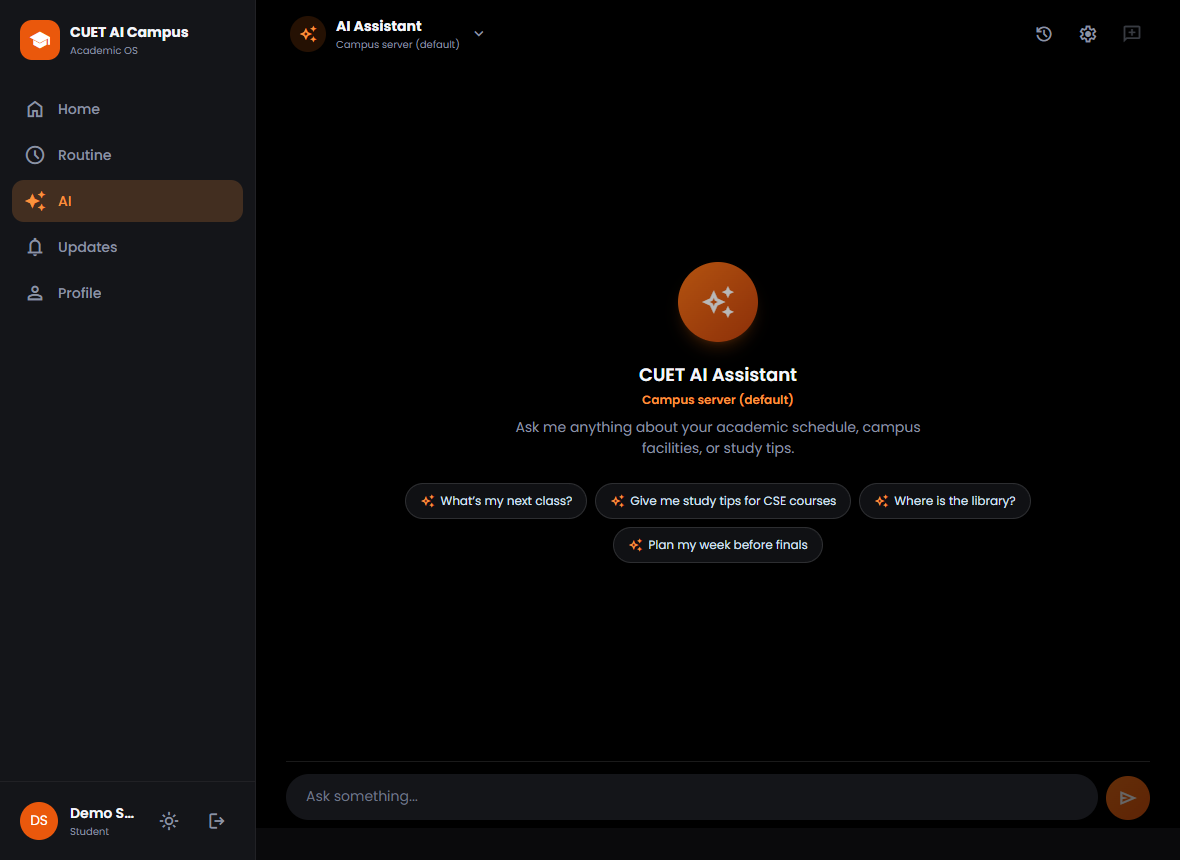 CUET AI Campus
Academic OS
Home
Routine
AI
Updates
Profile
Demo S...
DS
Student
AI Assistant
Campus server (default)
CUET AI Assistant
Campus server (default)
Ask me anything about your academic schedule, campus
facilities, or study tips.
What's my next class?
Give me study tips for CSE courses
Where is the library?
Plan my week before finals
Ask something...